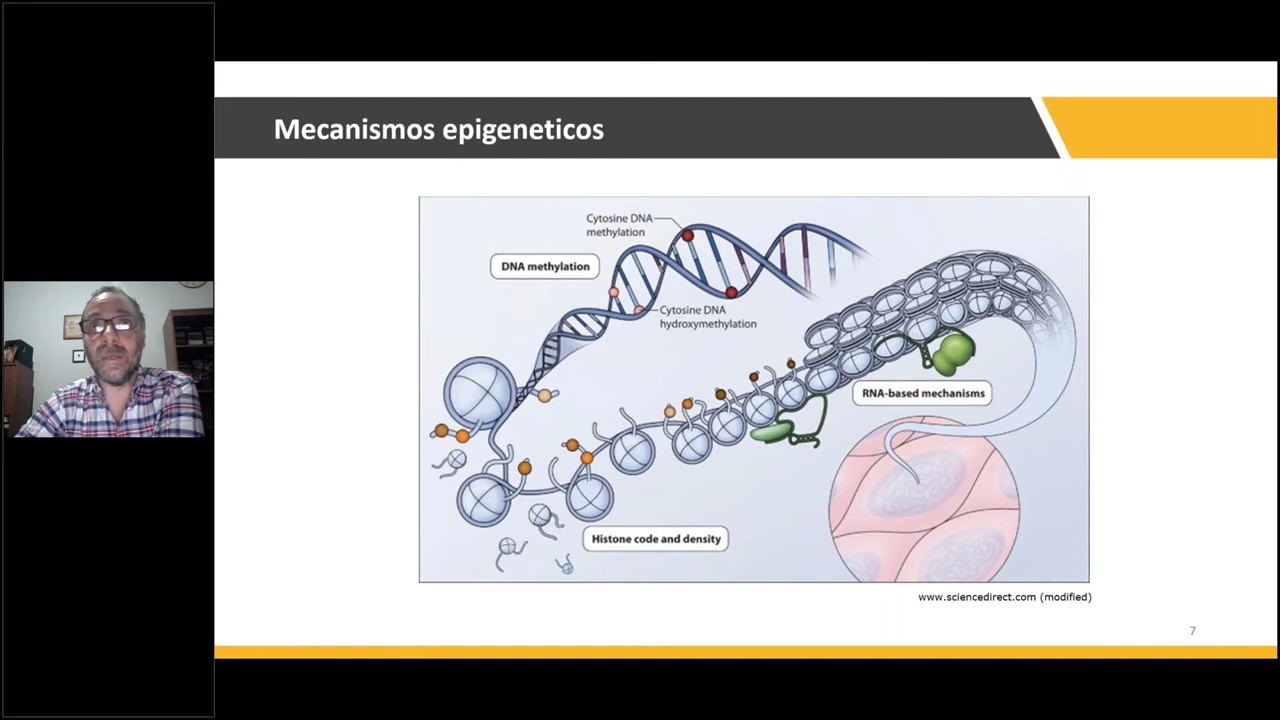 Mecanismos epigeneticos
Cytosine DNA
methylation
DNA methylation
Cytosine DNA
hydroxymethylation
RNA-based mechanisms
Histone code and density
www.sciencedirect.com (modified)
7